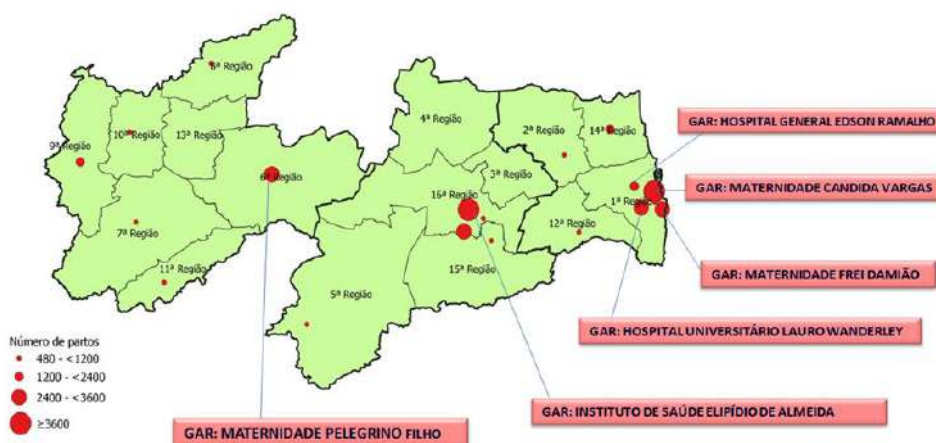 8ª Região
4ª Região
GAR: HOSPITAL GENERAL EDSON RAMALHO
10ª Região
13ª Região
2ª Região
14ª Região
9ª Região
6ª Região
3ª Região
GAR: MATERNIDADE CANDIDA VARGAS
16ª Região
1ª Região
7ª Região
12ª Região
11ª Região
15ª Região
GAR: MATERNIDADE FREI DAMIÃO
5ª Região
GAR: HOSPITAL UNIVERSITÁRIO LAURO WANDERLEY
Número de partos
480 - <1200
1200 - <2400
2400 - <3600
≥3600
GAR: INSTITUTO DE SAÚDE ELIPÍDIO DE ALMEIDA
GAR: MATERNIDADE PELEGRINO FILHO